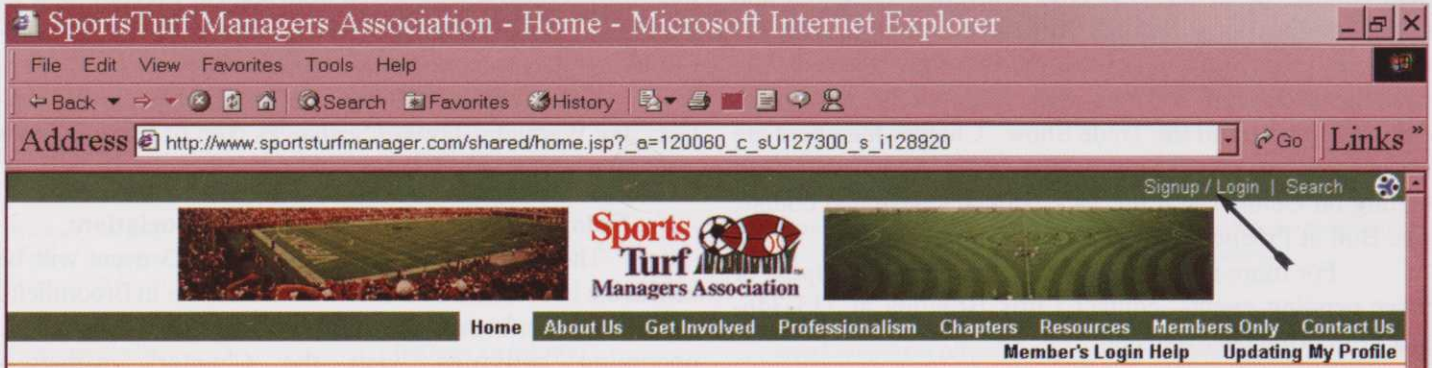 SportsTurf Managers Association - Home - Microsoft Internet Explorer
File Edit View Favorites Tools Help
Back Search Favorites History
Address http://www.sportsturfmanager.com/shared/home.jsp?_a=120060_c_sU127300_s_i128920 Go Links »
Signup / Login | Search
Sports
Turf
Managers Association
Home About Us Get Involved Professionalism Chapters Resources Members Only Contact Us
Member's Login Help Updating My Profile